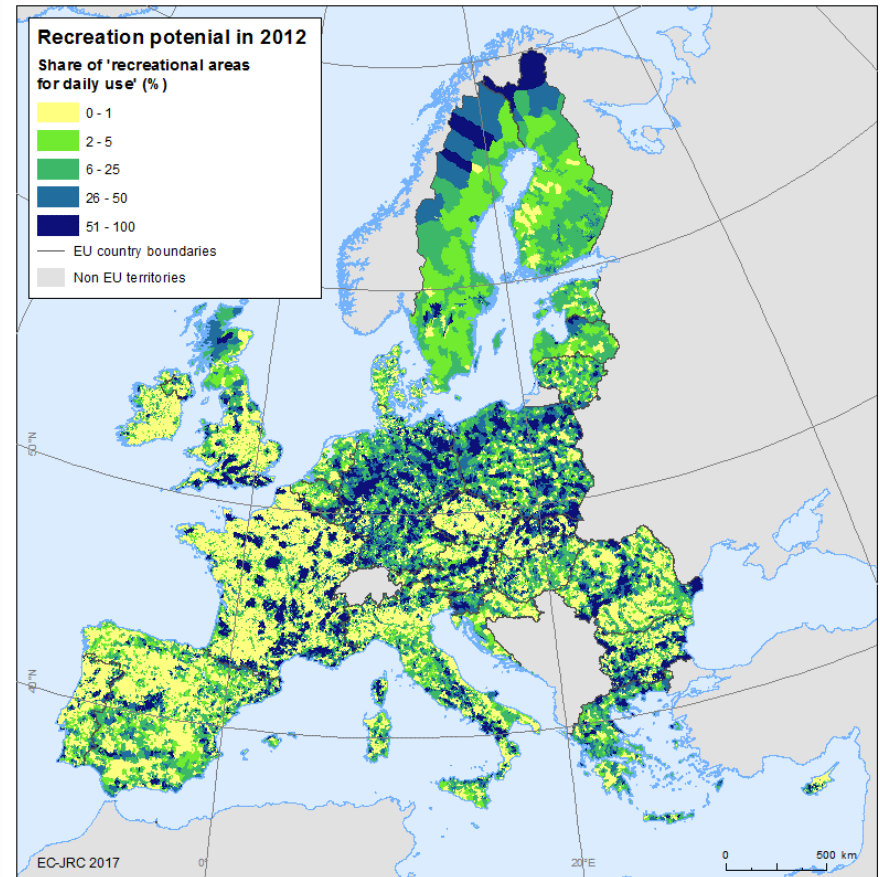 Recreation potenial in 2012
Share of 'recreational areas
for daily use' (%)
0 - 1
2 - 5
6 - 25
26 - 50
51 - 100
EU country boundaries
Non EU territories
50°N
40°N
EC-JRC 2017
0°
20°E
0 500 km